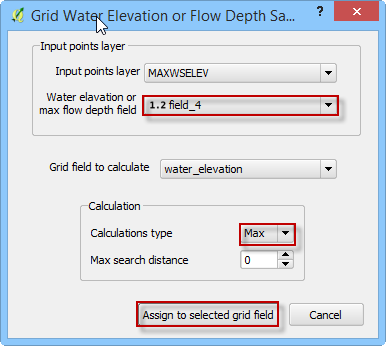 Grid Water Elevation or Flow Depth Sa... ?
Input points layer
Input points layer MAXWSELEV
Water elavation or
max flow depth field 1.2 field_4
Grid field to calculate water_elevation
Calculation
Calculations type Max
Max search distance 0
Assign to selected grid field Cancel